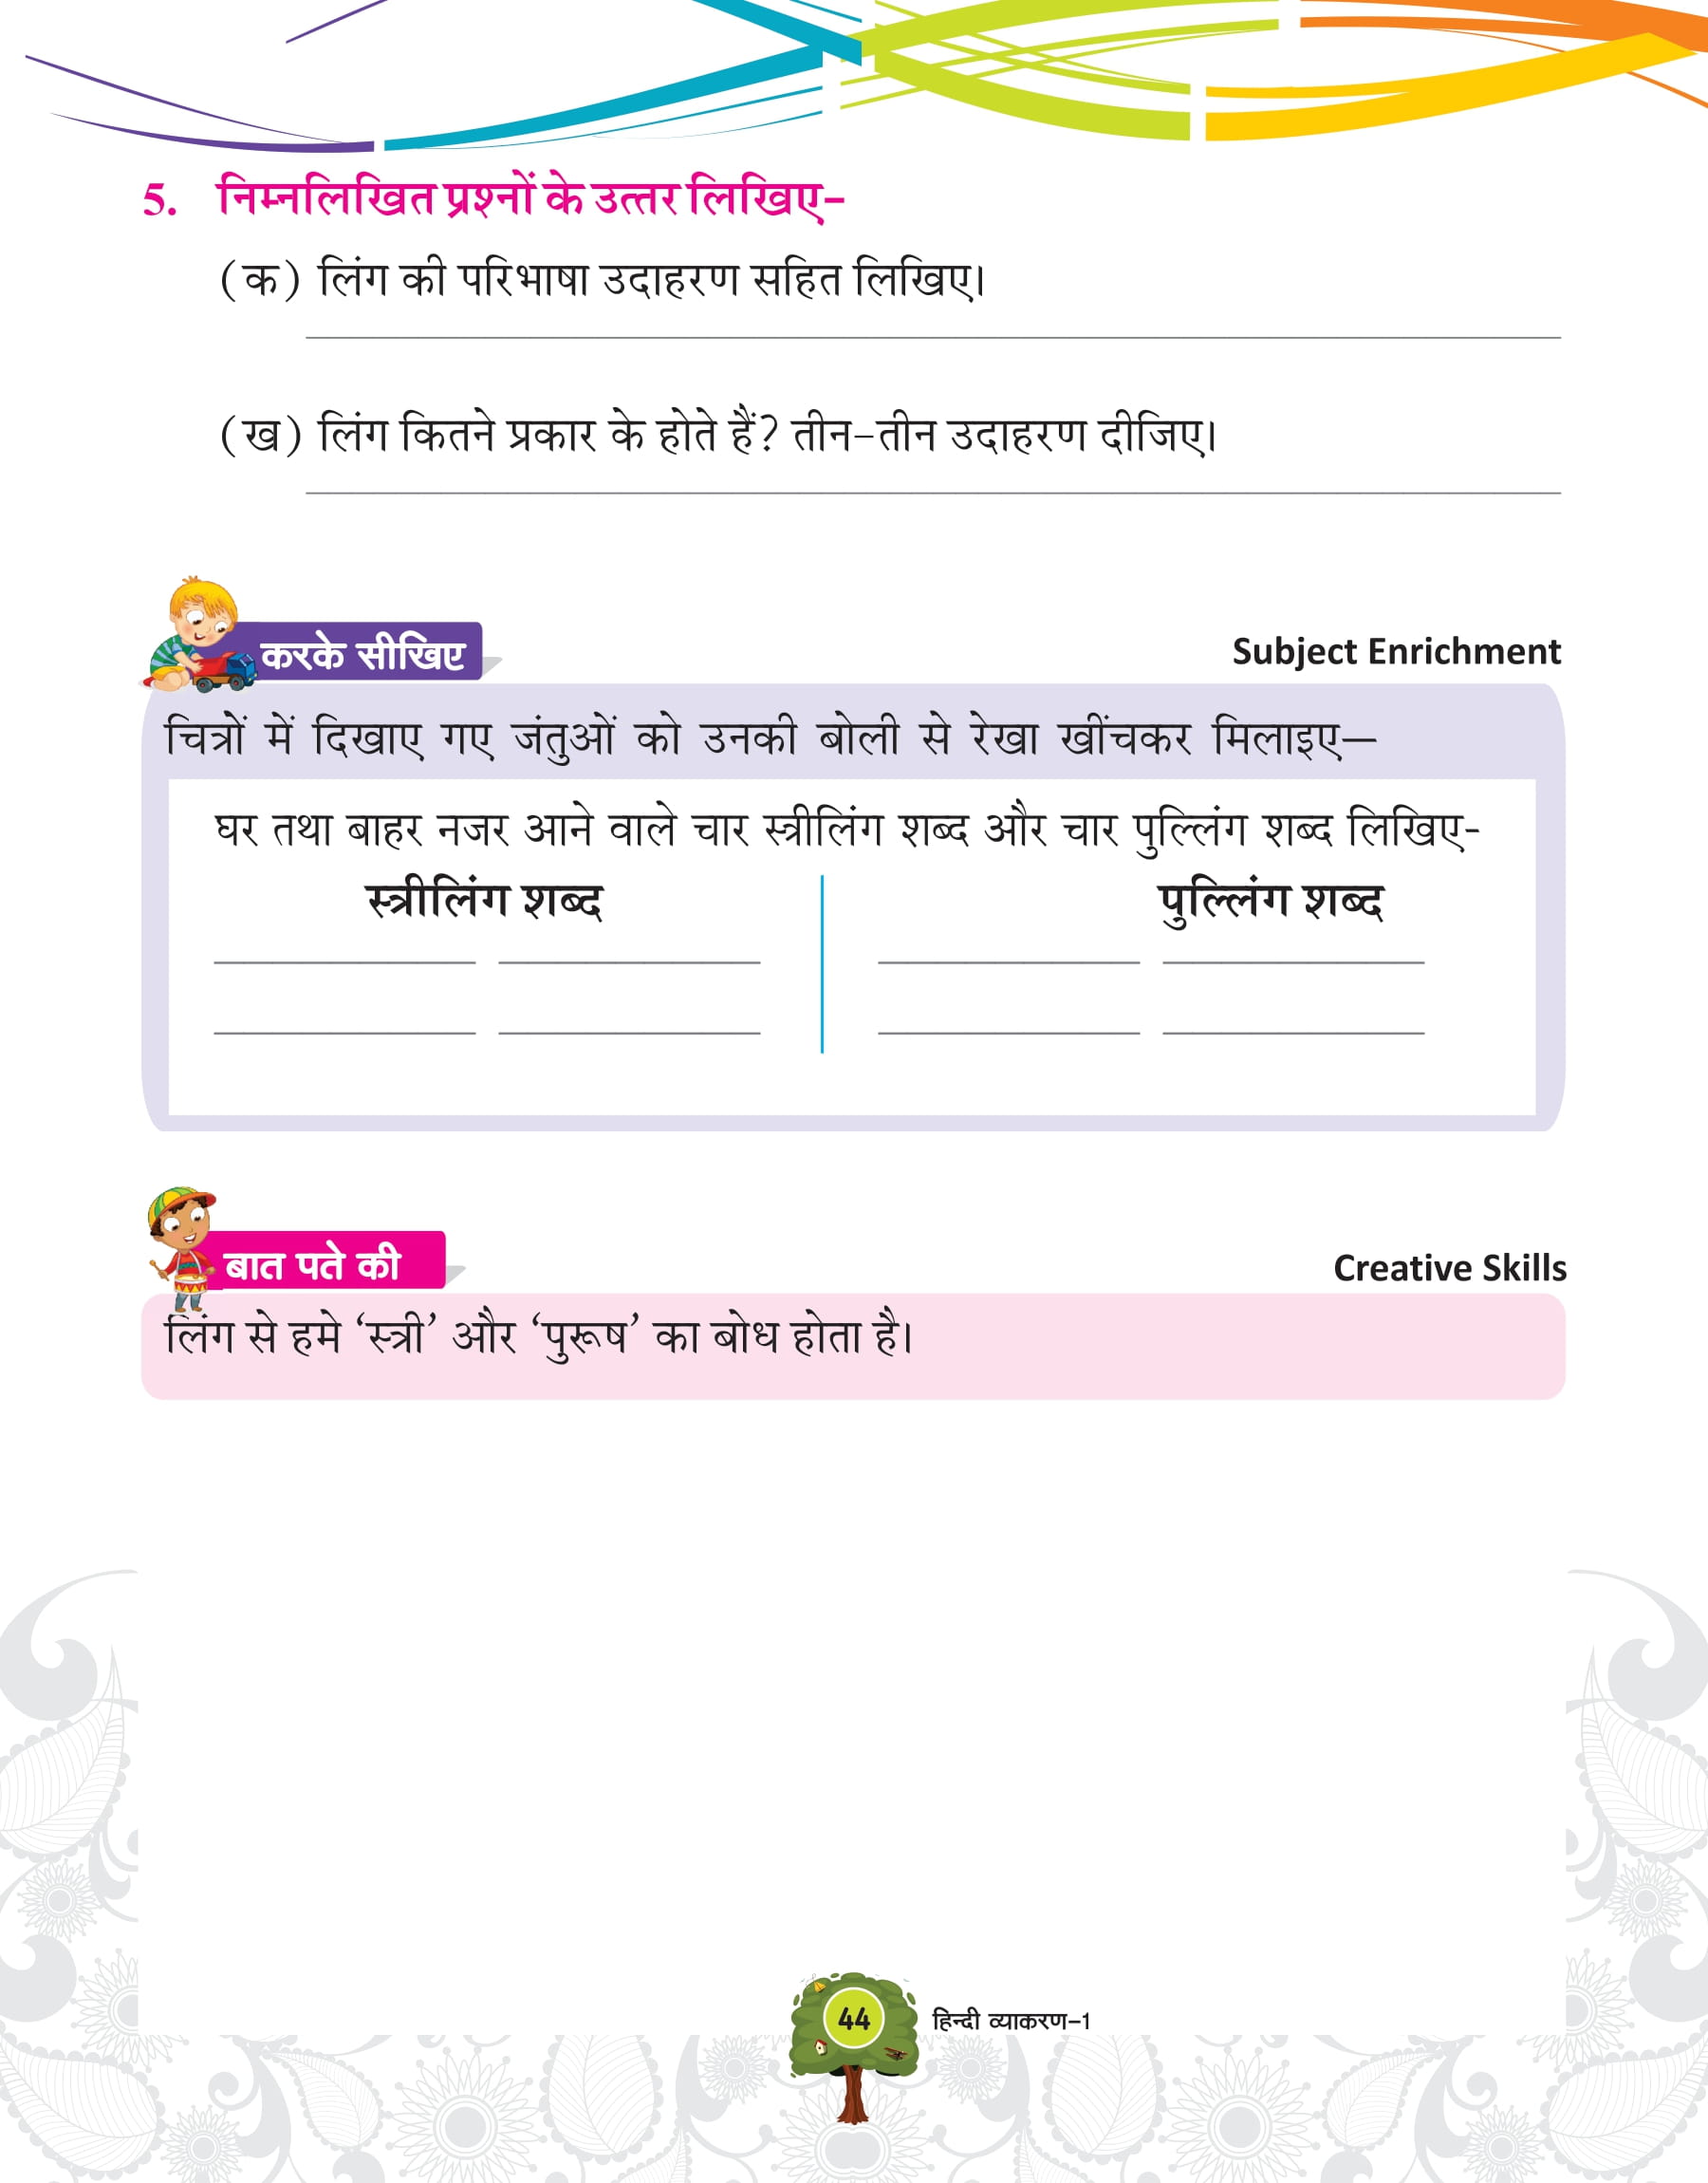 5. निम्नलिखित प्रश्नों के उत्तर लिखिए-
(क) लिंग की परिभाषा उदाहरण सहित लिखिए।
(ख) लिंग कितने प्रकार के होते हैं? तीन-तीन उदाहरण दीजिए।
करके सीखिए
Subject Enrichment
चित्रों में दिखाए गए जंतुओं को उनकी बोली से रेखा खींचकर मिलाइए—
घर तथा बाहर नजर आने वाले चार स्त्रीलिंग शब्द और चार पुल्लिंग शब्द लिखिए-
स्त्रीलिंग शब्द पुल्लिंग शब्द
बात पते की
Creative Skills
लिंग से हमे ‘स्त्री’ और ‘पुरूष’ का बोध होता है।
44 हिन्दी व्याकरण-1